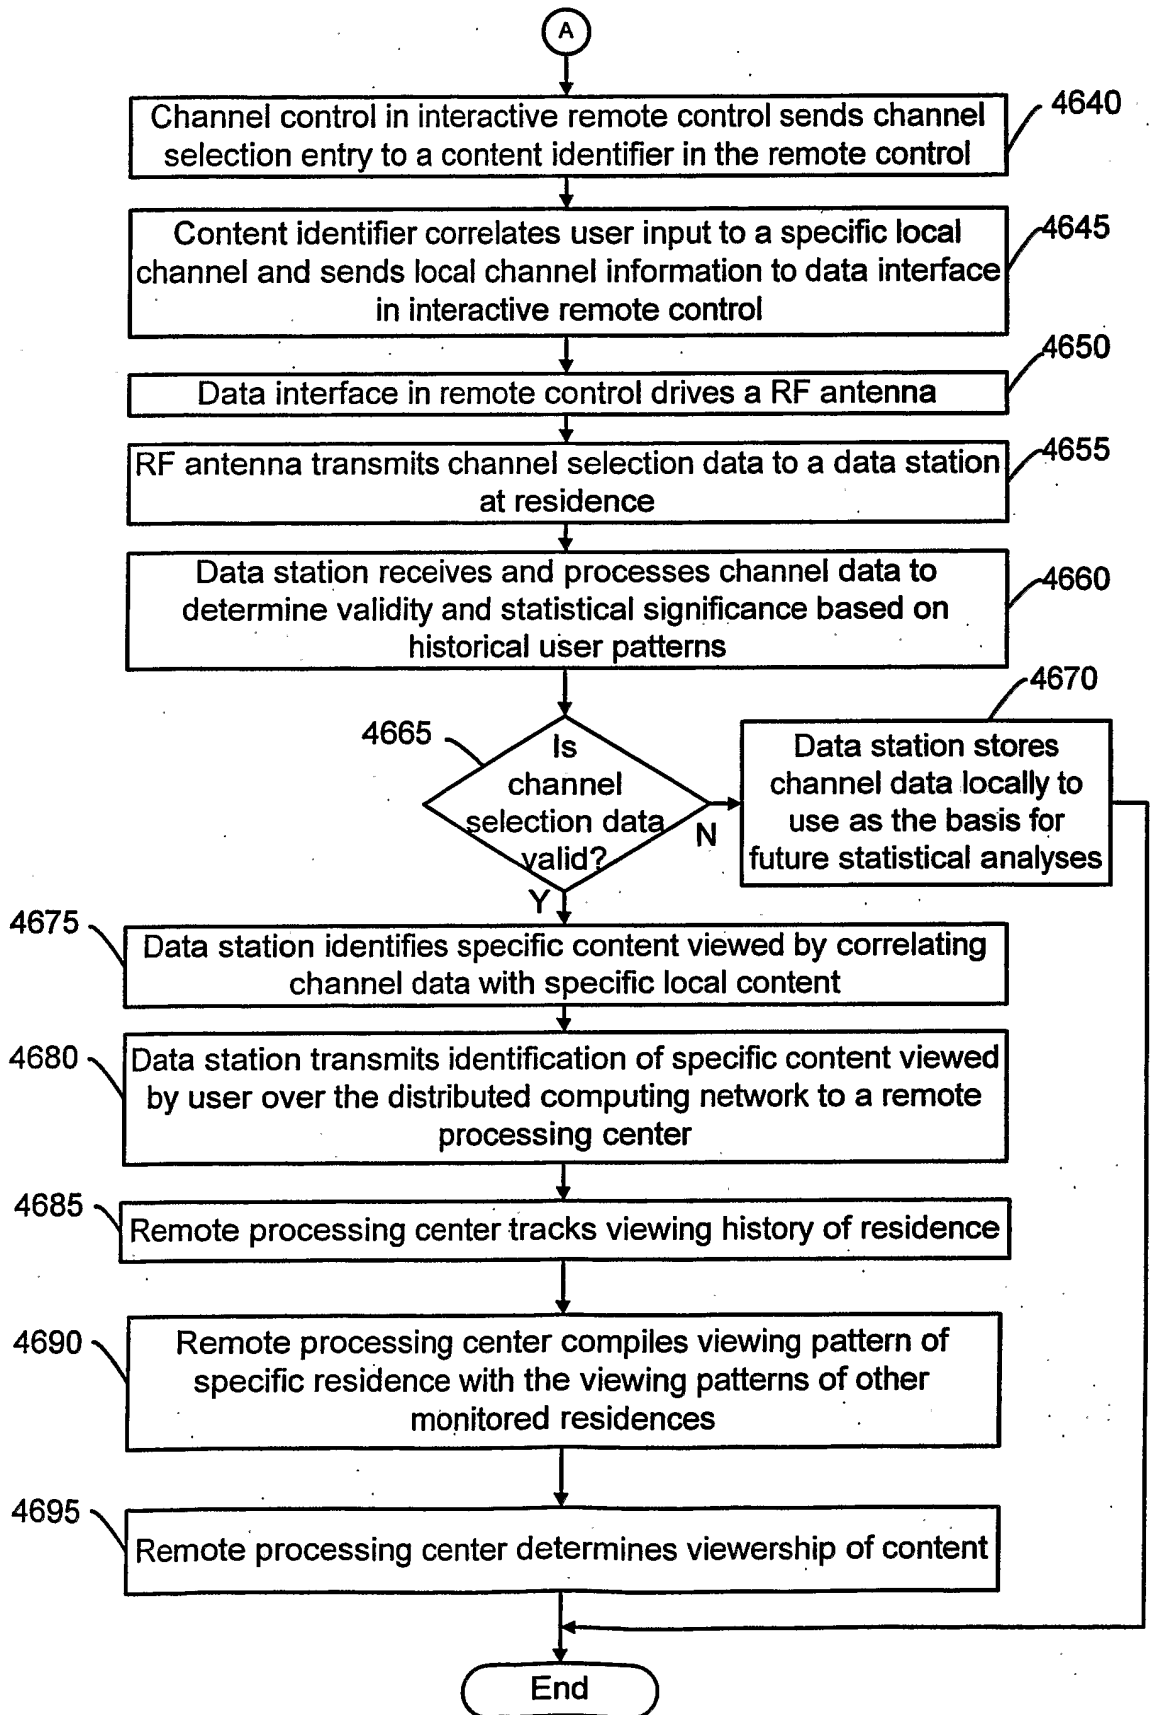 A
Channel control in interactive remote control sends channel
selection entry to a content identifier in the remote control
4640
Content identifier correlates user input to a specific local
channel and sends local channel information to data interface
in interactive remote control
4645
Data interface in remote control drives a RF antenna
4650
RF antenna transmits channel selection data to a data station
at residence
4655
Data station receives and processes channel data to
determine validity and statistical significance based on
historical user patterns
4660
4665
Is
channel
selection data
valid?
N
Y
4670
Data station stores
channel data locally to
use as the basis for
future statistical analyses
4675
Data station identifies specific content viewed by correlating
channel data with specific local content
4680
Data station transmits identification of specific content viewed
by user over the distributed computing network to a remote
processing center
4685
Remote processing center tracks viewing history of residence
4690
Remote processing center compiles viewing pattern of
specific residence with the viewing patterns of other
monitored residences
4695
Remote processing center determines viewership of content
End